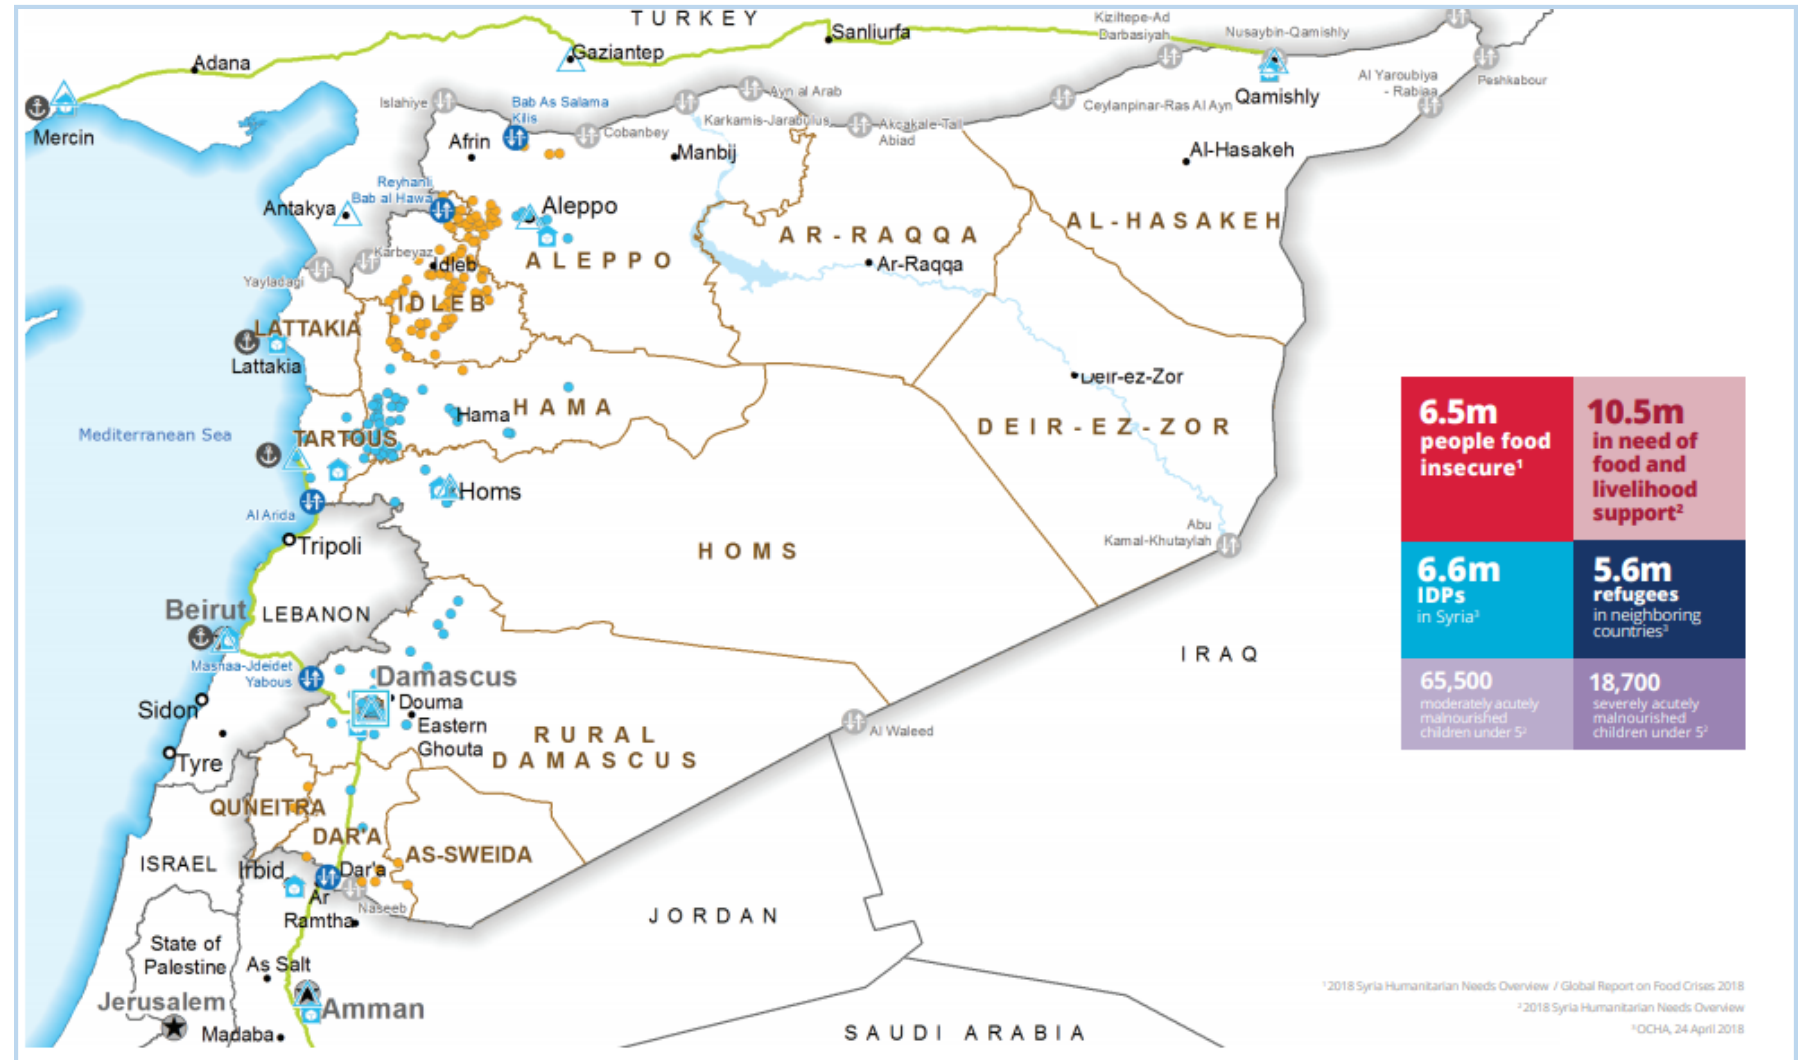 TURKEY
Kiziltepe-Ad
Darbasiyah
Nusaybin-Qamishly
Sanliurfa
Gaziantep
Adana
Mercin
Islahiye
Bab As Salama
Kilis
Ayn al Arab
Karkamis-Jarabulus
Cobanbey
Akcakale-Tall
Abiad
Ceylanpinar-Ras Al Ayn
Qamishly
Al Yaroubiya
- Rabiaa
Peshkabour
Afrin
Manbij
Al-Hasakeh
Reyhanli
Bab al Hawa
Antakya
Aleppo
AL-HASAKEH
AR-RAQQA
Karbeyaz
Idleb
ALEPPO
Ar-Raqqa
Yayladagi
IDLEB
LATTAKIA
Lattakia
Deir-ez-Zor
Hama
HAMA
DEIR-EZ-ZOR
Mediterranean Sea
TARTOUS
Homs
Al Arida
Abu
Kamal-Khutaylah
Tripoli
HOMS
Beirut
LEBANON
Masnaa-Jdeidet
Yabous
IRAQ
Damascus
Douma
Sidon
Eastern
Ghouta
RURAL
DAMASCUS
Al Waleed
Tyre
QUNEITRA
DAR'A
AS-SWEIDA
ISRAEL
Irbid
Dar'a
Ar
Ramtha
Naseeb
JORDAN
State of
Palestine
As Salt
Jerusalem
Amman
Madaba
SAUDI ARABIA
6.5m
people food
insecure¹
10.5m
in need of
food and
livelihood
support²
6.6m
IDPs
in Syria³
5.6m
refugees
in neighboring
countries³
65,500
moderately acutely
malnourished
children under 5²
18,700
severely acutely
malnourished
children under 5²
¹ 2018 Syria Humanitarian Needs Overview / Global Report on Food Crises 2018
² 2018 Syria Humanitarian Needs Overview
³ OCHA, 24 April 2018